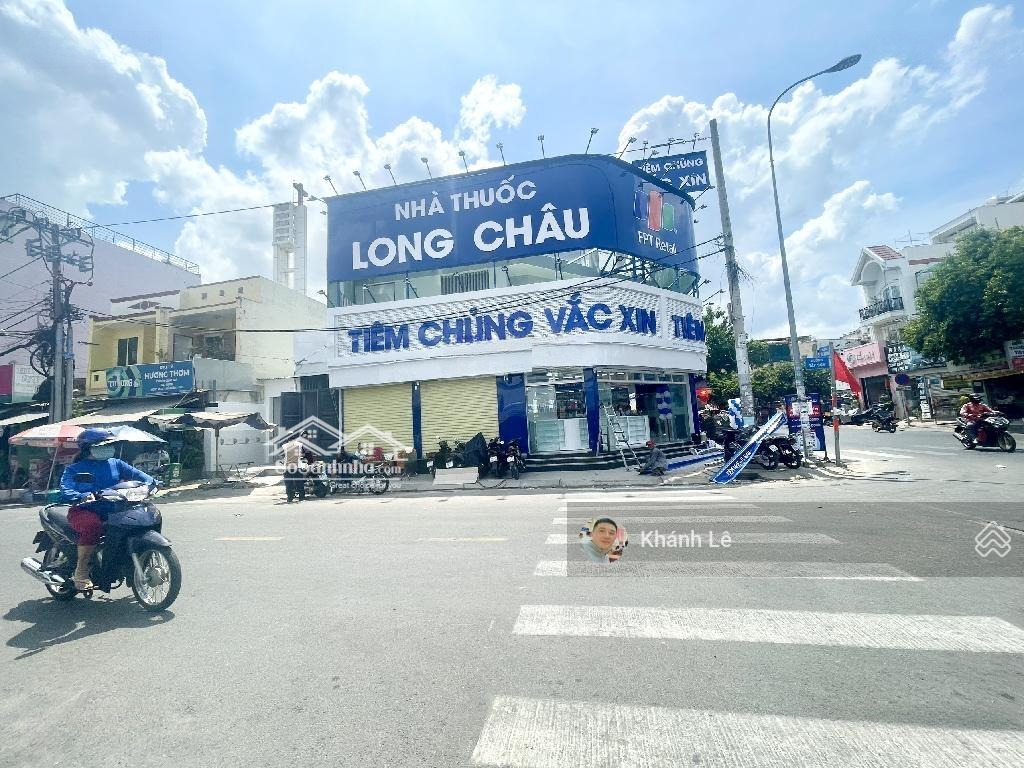 NHÀ THUỐC
LONG CHÂU
FPT Retail
TIÊM CHỦNG
VẮC XIN
TIÊM CHỦNG VẮC XIN TIÊM
HƯƠNG THƠM
Khánh Lê